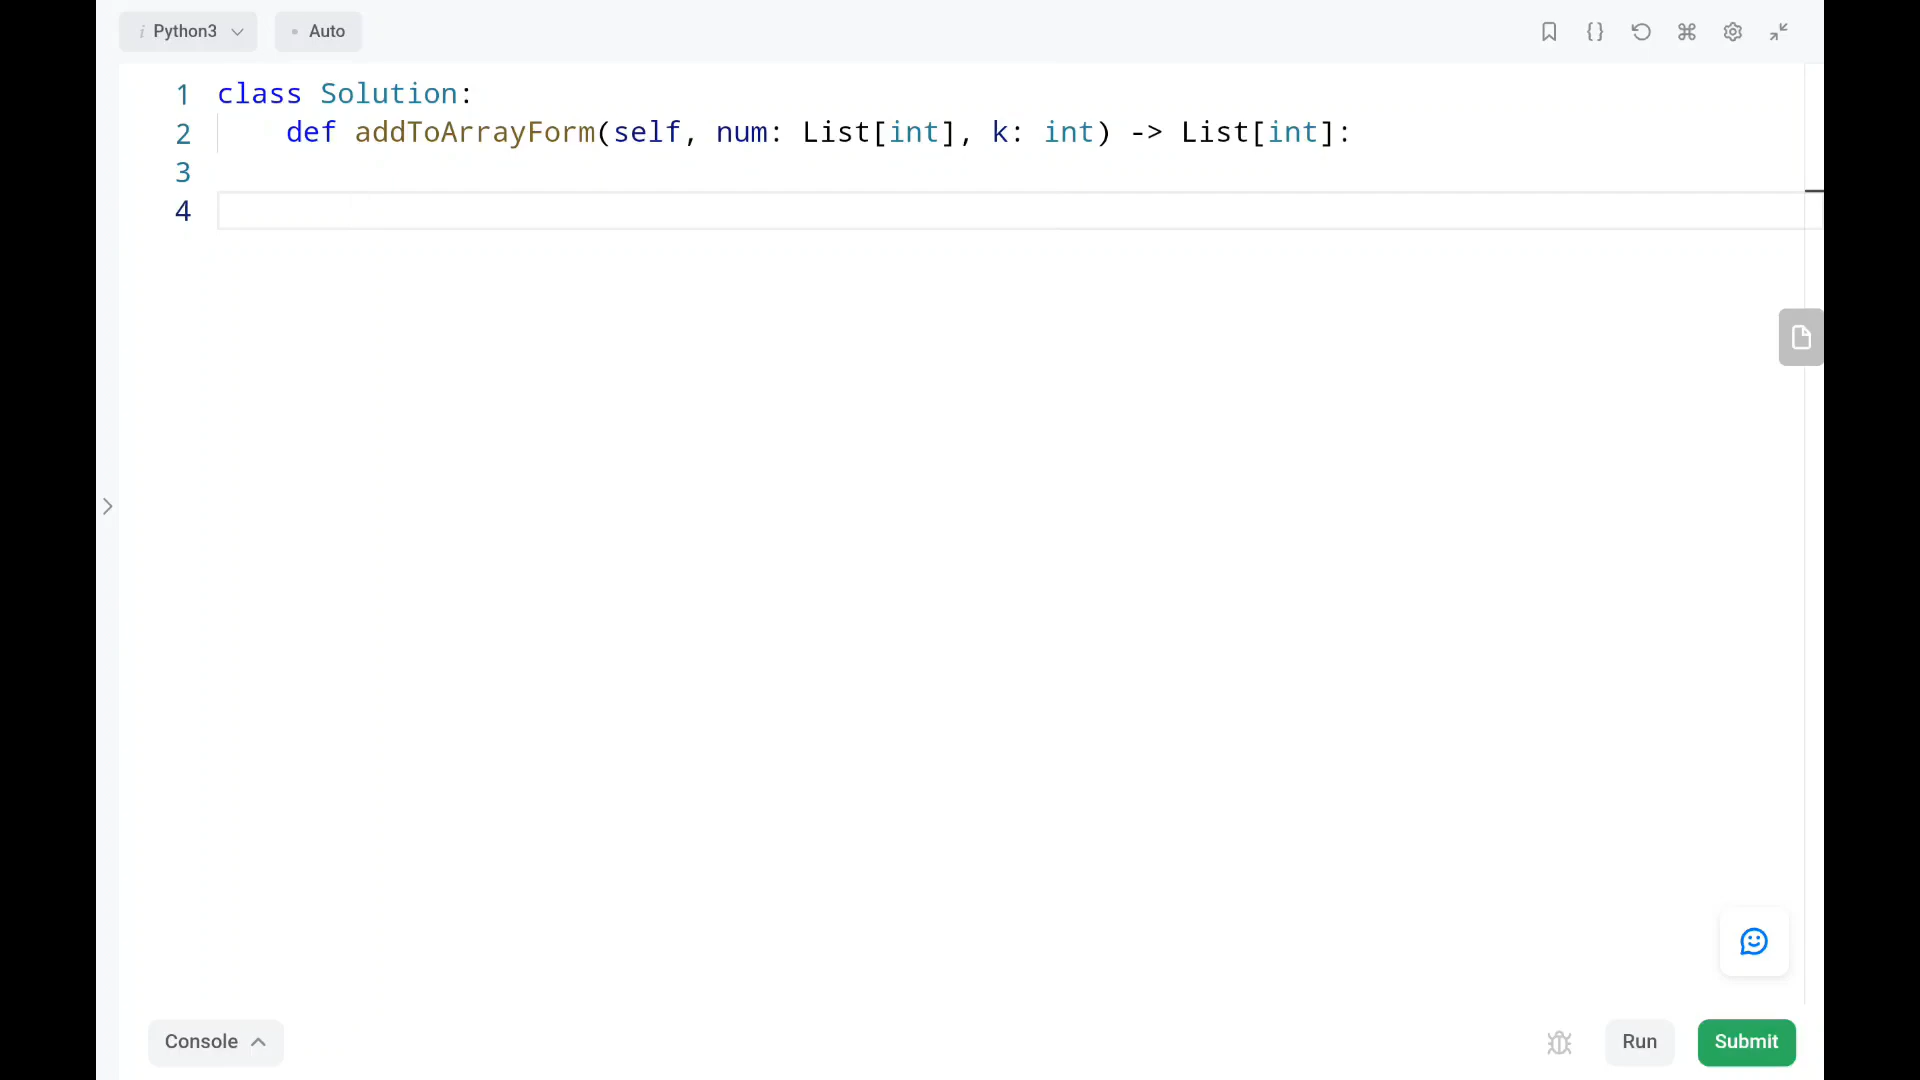 i Python3
Auto
1 class Solution:
2 def addToArrayForm(self, num: List[int], k: int) -> List[int]:
3
4
Console
Run
Submit